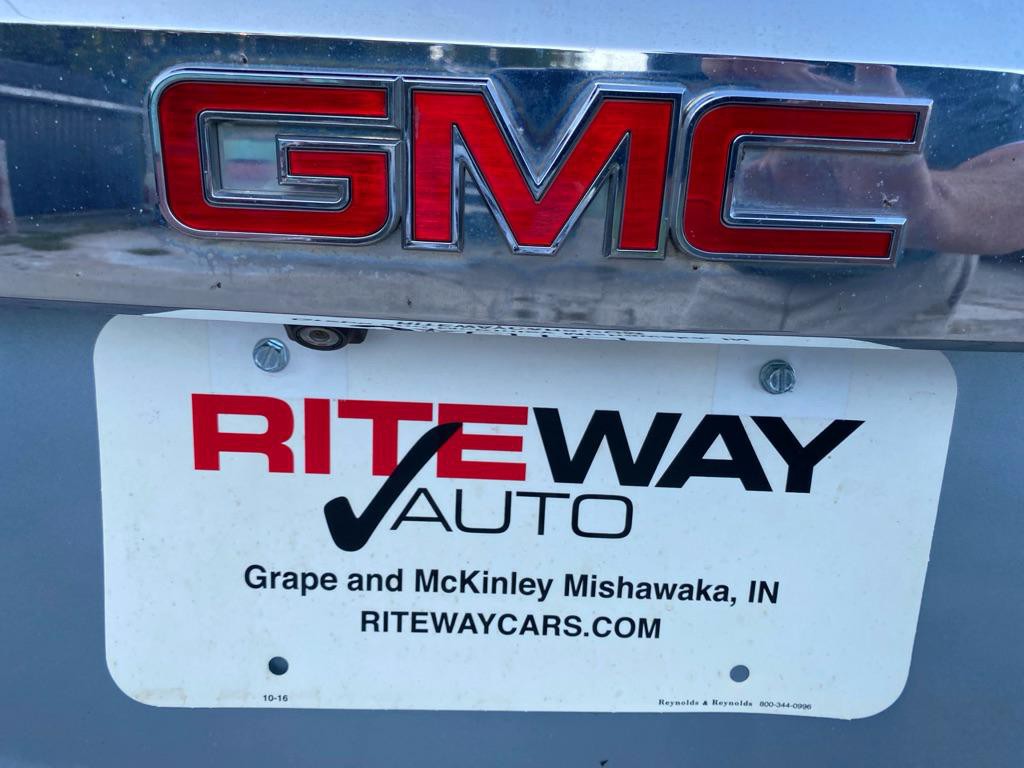 GMC
RITEWAY
AUTO
Grape and McKinley Mishawaka, IN
RITEWAYCARS.COM
10-16
Reynolds & Reynolds 800-344-0996